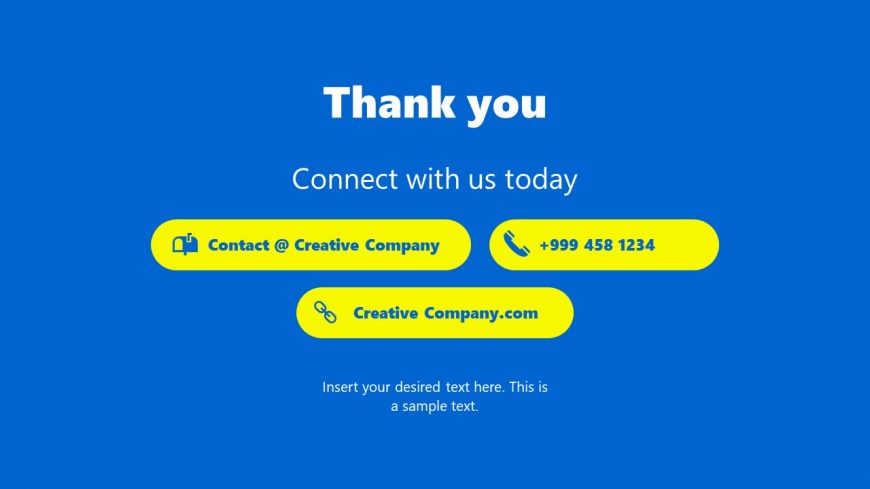 Thank you
Connect with us today
Contact @ Creative Company
+999 458 1234
Creative Company.com
Insert your desired text here. This is
a sample text.